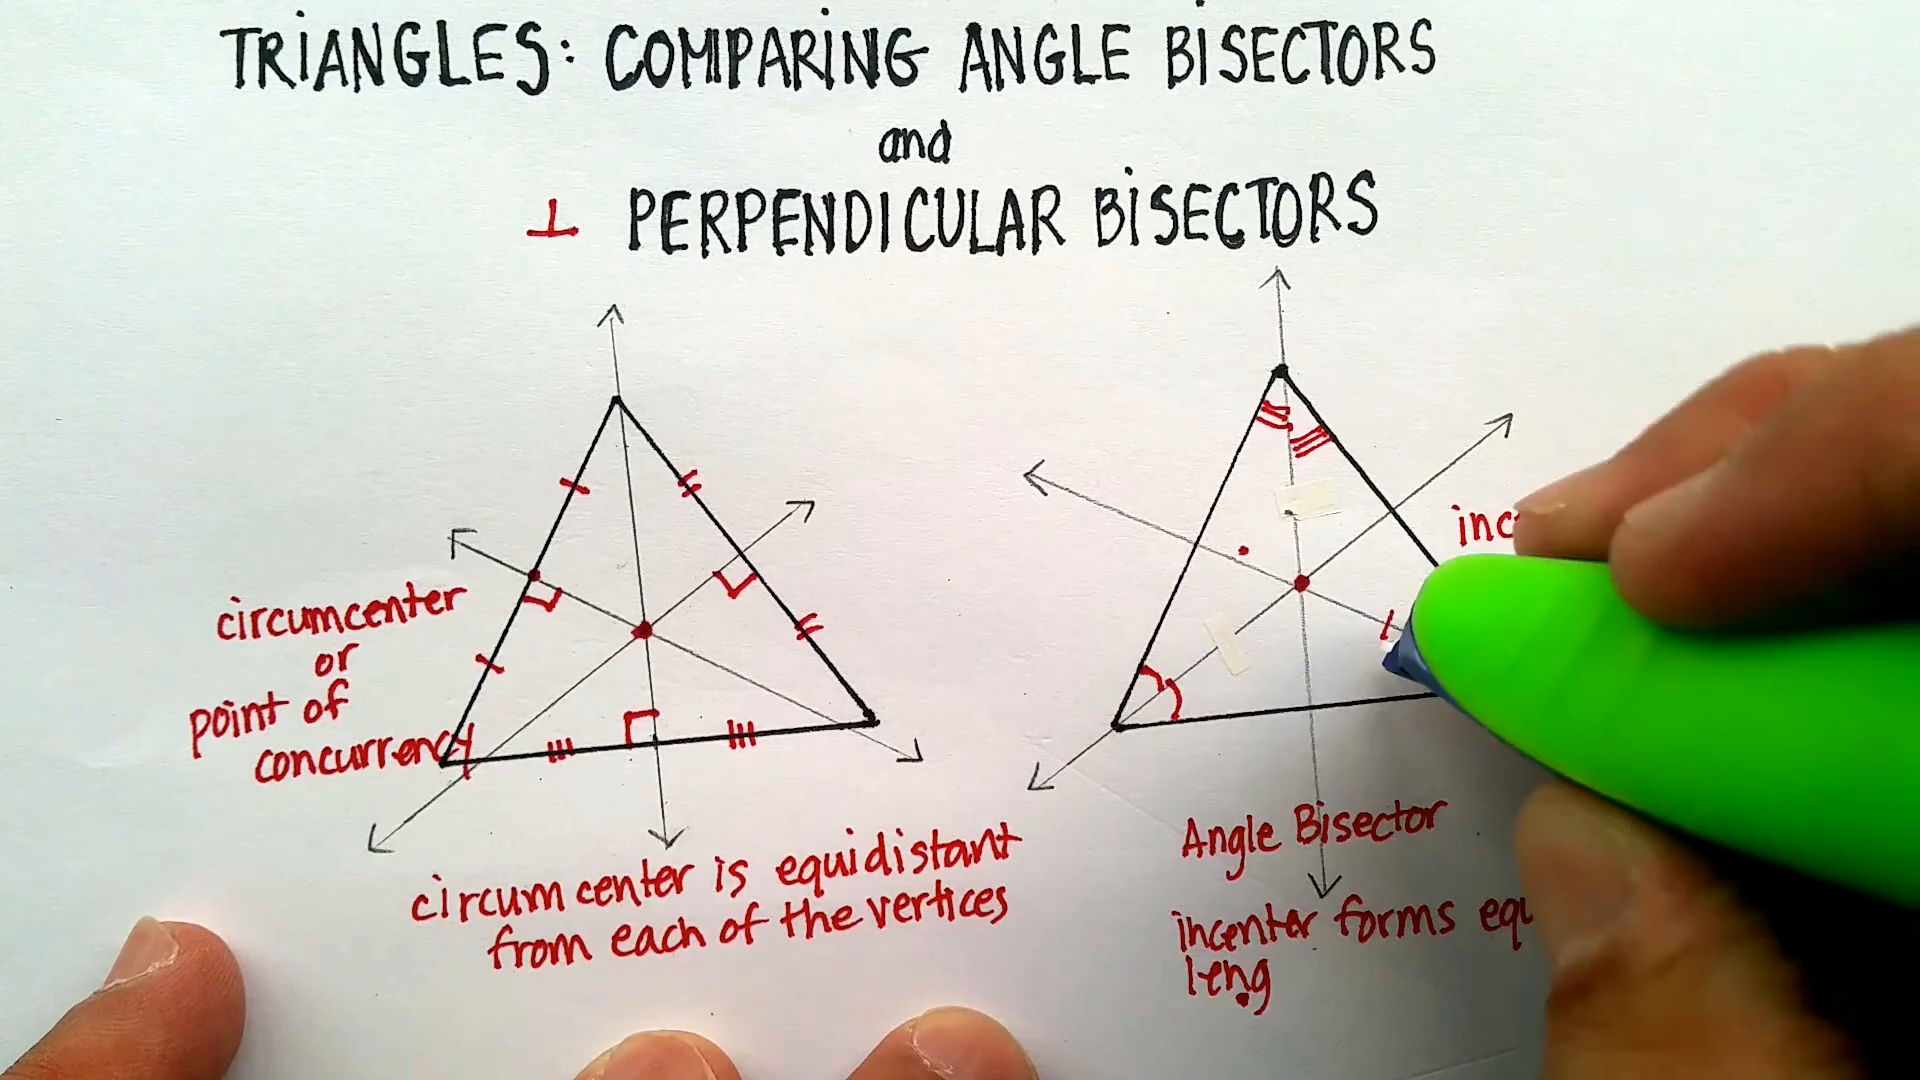 TRIANGLES: COMPARING ANGLE BISECTORS
and
⊥ PERPENDICULAR BISECTORS
circumcenter
or
point of
concurrency
circumcenter is equidistant
from each of the vertices
Angle Bisector
incenter forms
leng